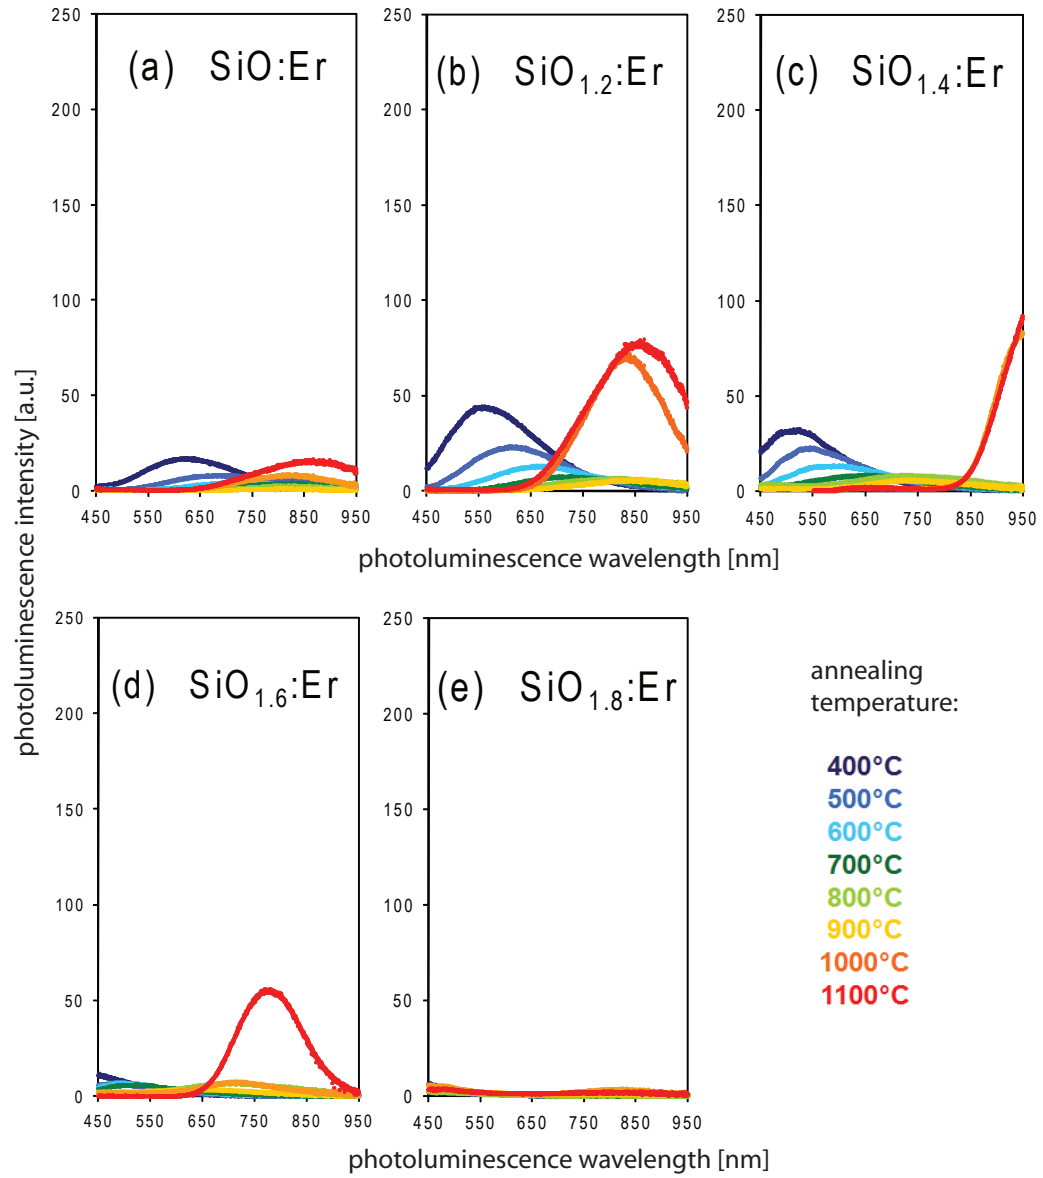 (a) SiO:Er
250
200
150
100
50
0
450 550 650 750 850 950
(b) SiO1.2:Er
250
200
150
100
50
0
450 550 650 750 850 950
(c) SiO1.4:Er
250
200
150
100
50
0
450 550 650 750 850 950
photoluminescence wavelength [nm]
photoluminescence intensity [a.u.]
(d) SiO1.6:Er
250
200
150
100
50
0
450 550 650 750 850 950
(e) SiO1.8:Er
250
200
150
100
50
0
450 550 650 750 850 950
photoluminescence wavelength [nm]
annealing
temperature:
400°C
500°C
600°C
700°C
800°C
900°C
1000°C
1100°C